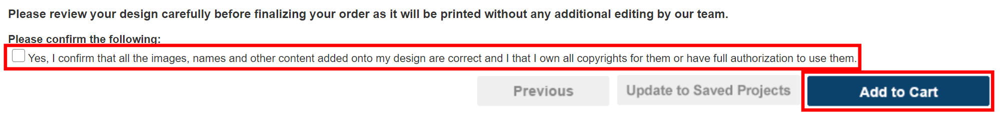 Please review your design carefully before finalizing your order as it will be printed without any additional editing by our team.
Please confirm the following:
Yes, I confirm that all the images, names and other content added onto my design are correct and I that I own all copyrights for them or have full authorization to use them.
Previous Update to Saved Projects Add to Cart